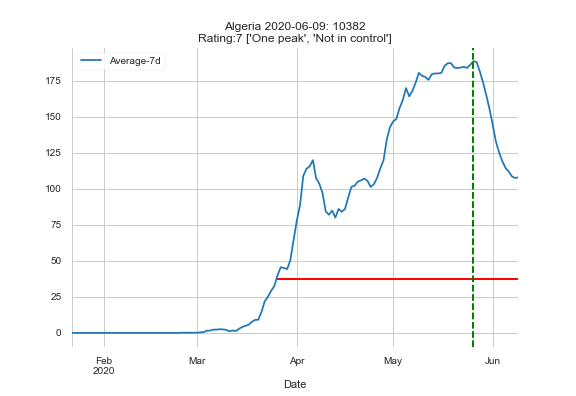 Algeria 2020-06-09: 10382
Rating:7 ['One peak', 'Not in control']
Average-7d
175
150
125
100
75
50
25
0
Feb
2020
Mar
Apr
May
Jun
Date